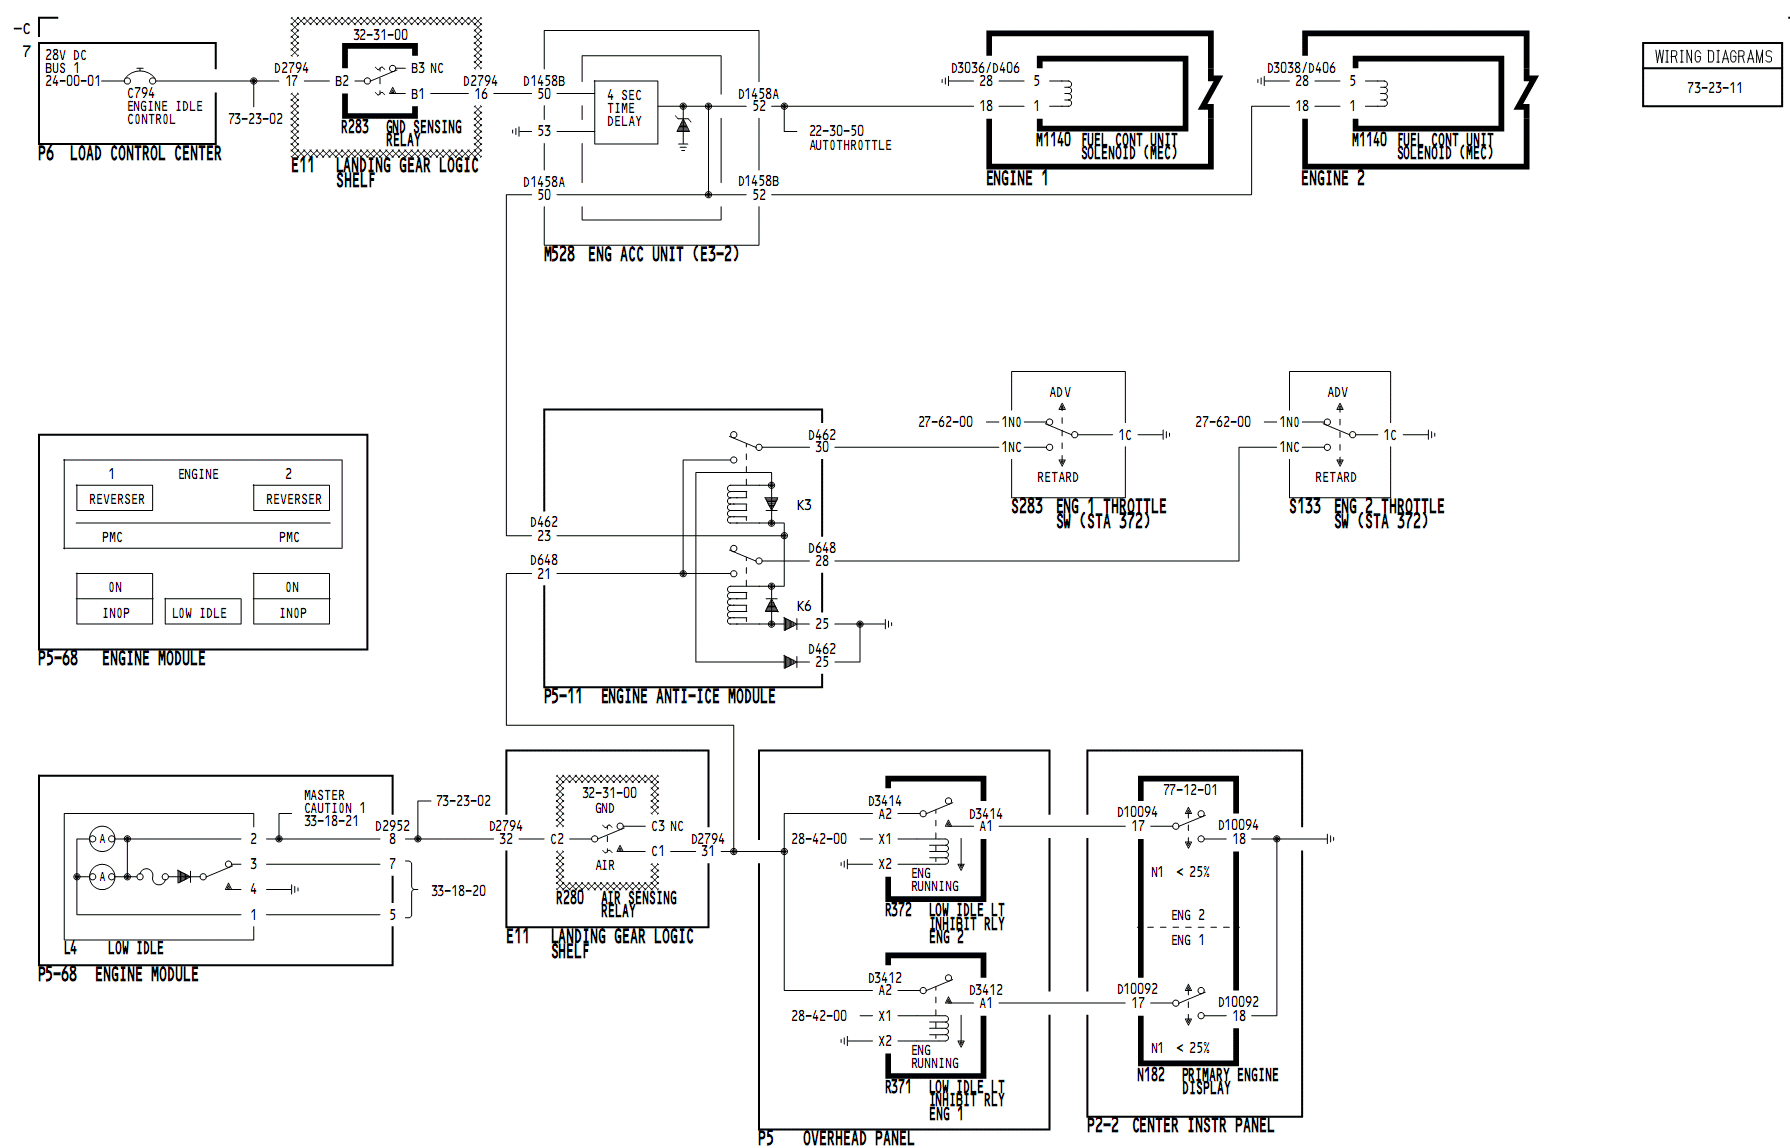 -C
7
28V DC
BUS 1
24-00-01
C794
ENGINE IDLE
CONTROL
P6 LOAD CONTROL CENTER
73-23-02
D2794
17
32-31-00
B2
B3 NC
B1
R283 GND SENSING
RELAY
E11 LANDING GEAR LOGIC
SHELF
D2794
16
D1458B
50
53
4 SEC
TIME
DELAY
D1458A
52
22-30-50
AUTOTHROTTLE
D1458A
50
D1458B
52
M528 ENG ACC UNIT (E3-2)
D3036/D406
28
5
18
1
M1140 FUEL CONT UNIT
SOLENOID (MEC)
ENGINE 1
D3038/D406
28
5
18
1
M1140 FUEL CONT UNIT
SOLENOID (MEC)
ENGINE 2
WIRING DIAGRAMS
73-23-11
1 ENGINE 2
REVERSER REVERSER
PMC PMC
ON ON
INOP LOW IDLE INOP
P5-68 ENGINE MODULE
D462
23
D648
21
D462
30
K3
D648
28
K6
25
D462
25
P5-11 ENGINE ANTI-ICE MODULE
27-62-00
1NO
1NC
ADV
RETARD
1C
S283 ENG 1 THROTTLE
SW (STA 372)
27-62-00
1NO
1NC
ADV
RETARD
1C
S133 ENG 2 THROTTLE
SW (STA 372)
A
A
2
3
4
1
MASTER
CAUTION 1
33-18-21
D2952
8
7
5
73-23-02
33-18-20
L4 LOW IDLE
P5-68 ENGINE MODULE
D2794
32
32-31-00
GND
C2
C3 NC
C1
AIR
R280 AIR SENSING
RELAY
D2794
31
E11 LANDING GEAR LOGIC
SHELF
D3414
A2
D3414
A1
28-42-00
X1
X2
ENG
RUNNING
R372 LOW IDLE LT
INHIBIT RLY
ENG 2
D3412
A2
D3412
A1
28-42-00
X1
X2
ENG
RUNNING
R371 LOW IDLE LT
INHIBIT RLY
ENG 1
P5 OVERHEAD PANEL
77-12-01
D10094
17
D10094
18
N1 < 25%
ENG 2
ENG 1
D10092
17
D10092
18
N1 < 25%
N182 PRIMARY ENGINE
DISPLAY
P2-2 CENTER INSTR PANEL